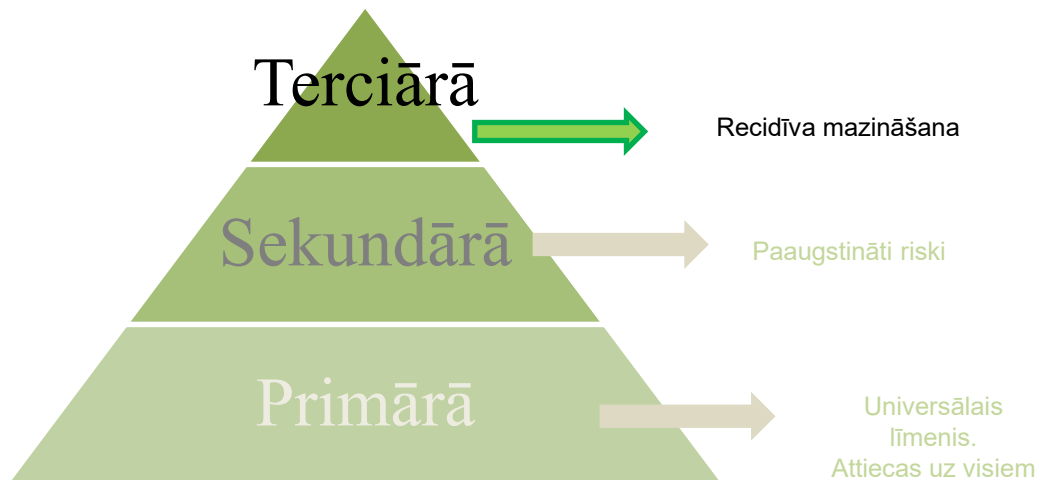 Terciārā
Recidīva mazināšana
Sekundārā
Paaugstināti riski
Primārā
Universālais
līmenis.
Attiecas uz visiem